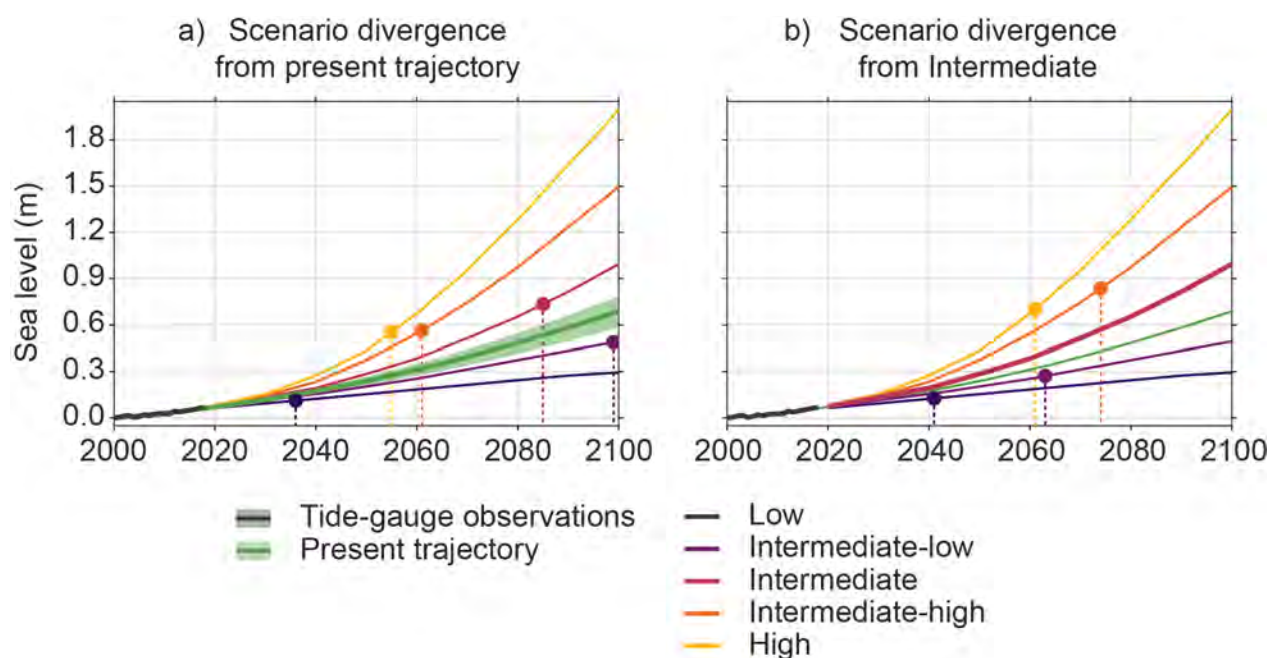 a) Scenario divergence
from present trajectory
b) Scenario divergence
from Intermediate
Sea level (m)
1.8
1.5
1.2
0.9
0.6
0.3
0.0
2000 2020 2040 2060 2080 2100
2000 2020 2040 2060 2080 2100
Tide-gauge observations
Present trajectory
Low
Intermediate-low
Intermediate
Intermediate-high
High